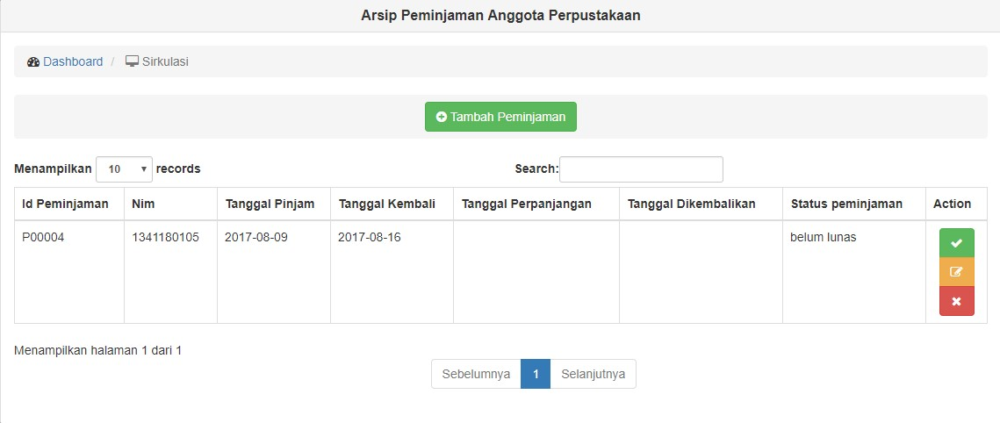 Arsip Peminjaman Anggota Perpustakaan
Dashboard / Sirkulasi
Tambah Peminjaman
Menampilkan 10 records Search:
Id Peminjaman Nim Tanggal Pinjam Tanggal Kembali Tanggal Perpanjangan Tanggal Dikembalikan Status peminjaman Action
P00004 1341180105 2017-08-09 2017-08-16 belum lunas
Menampilkan halaman 1 dari 1
Sebelumnya 1 Selanjutnya